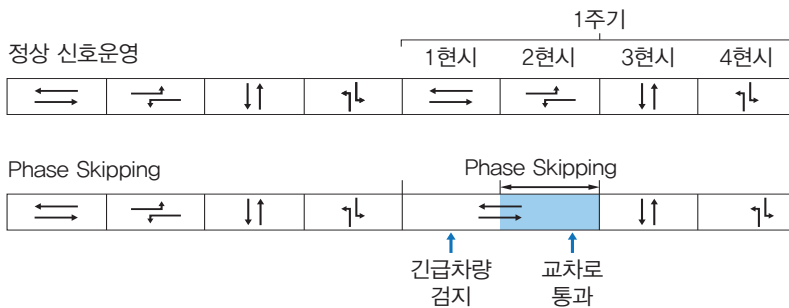 1주기
정상 신호운영
1현시 2현시 3현시 4현시
Phase Skipping
Phase Skipping
긴급차량
검지
교차로
통과